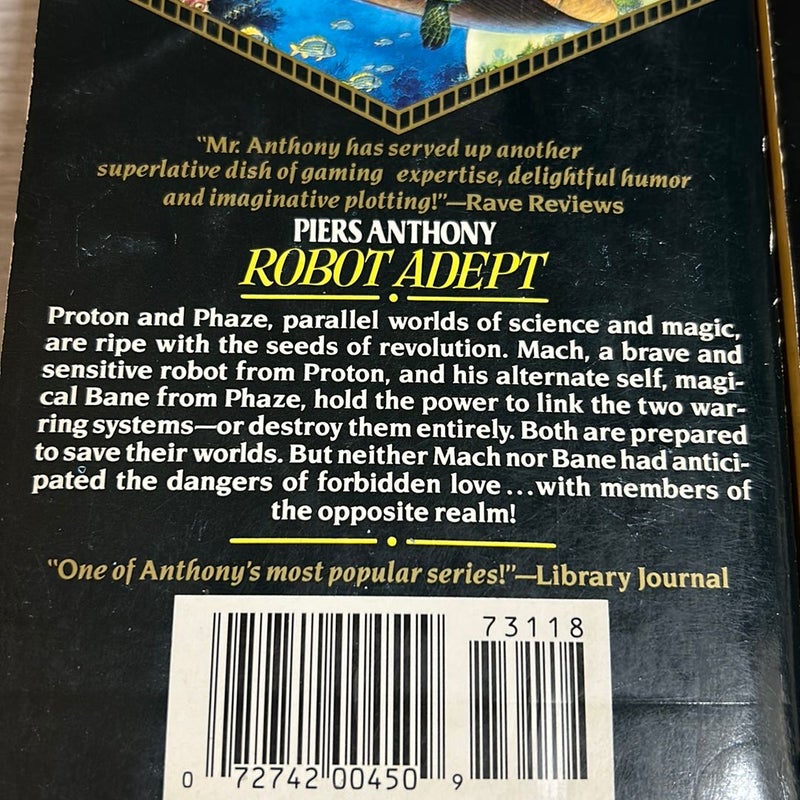 "Mr. Anthony has served up another
superlative dish of gaming expertise, delightful humor
and imaginative plotting!"—Rave Reviews
PIERS ANTHONY
ROBOT ADEPT
Proton and Phaze, parallel worlds of science and magic,
are ripe with the seeds of revolution. Mach, a brave and
sensitive robot from Proton, and his alternate self, magi-
cal Bane from Phaze, hold the power to link the two war-
ring systems—or destroy them entirely. Both are prepared
to save their worlds. But neither Mach nor Bane had antici-
pated the dangers of forbidden love...with members of
the opposite realm!
"One of Anthony's most popular series!"—Library Journal
73118
0 72742 00450 9